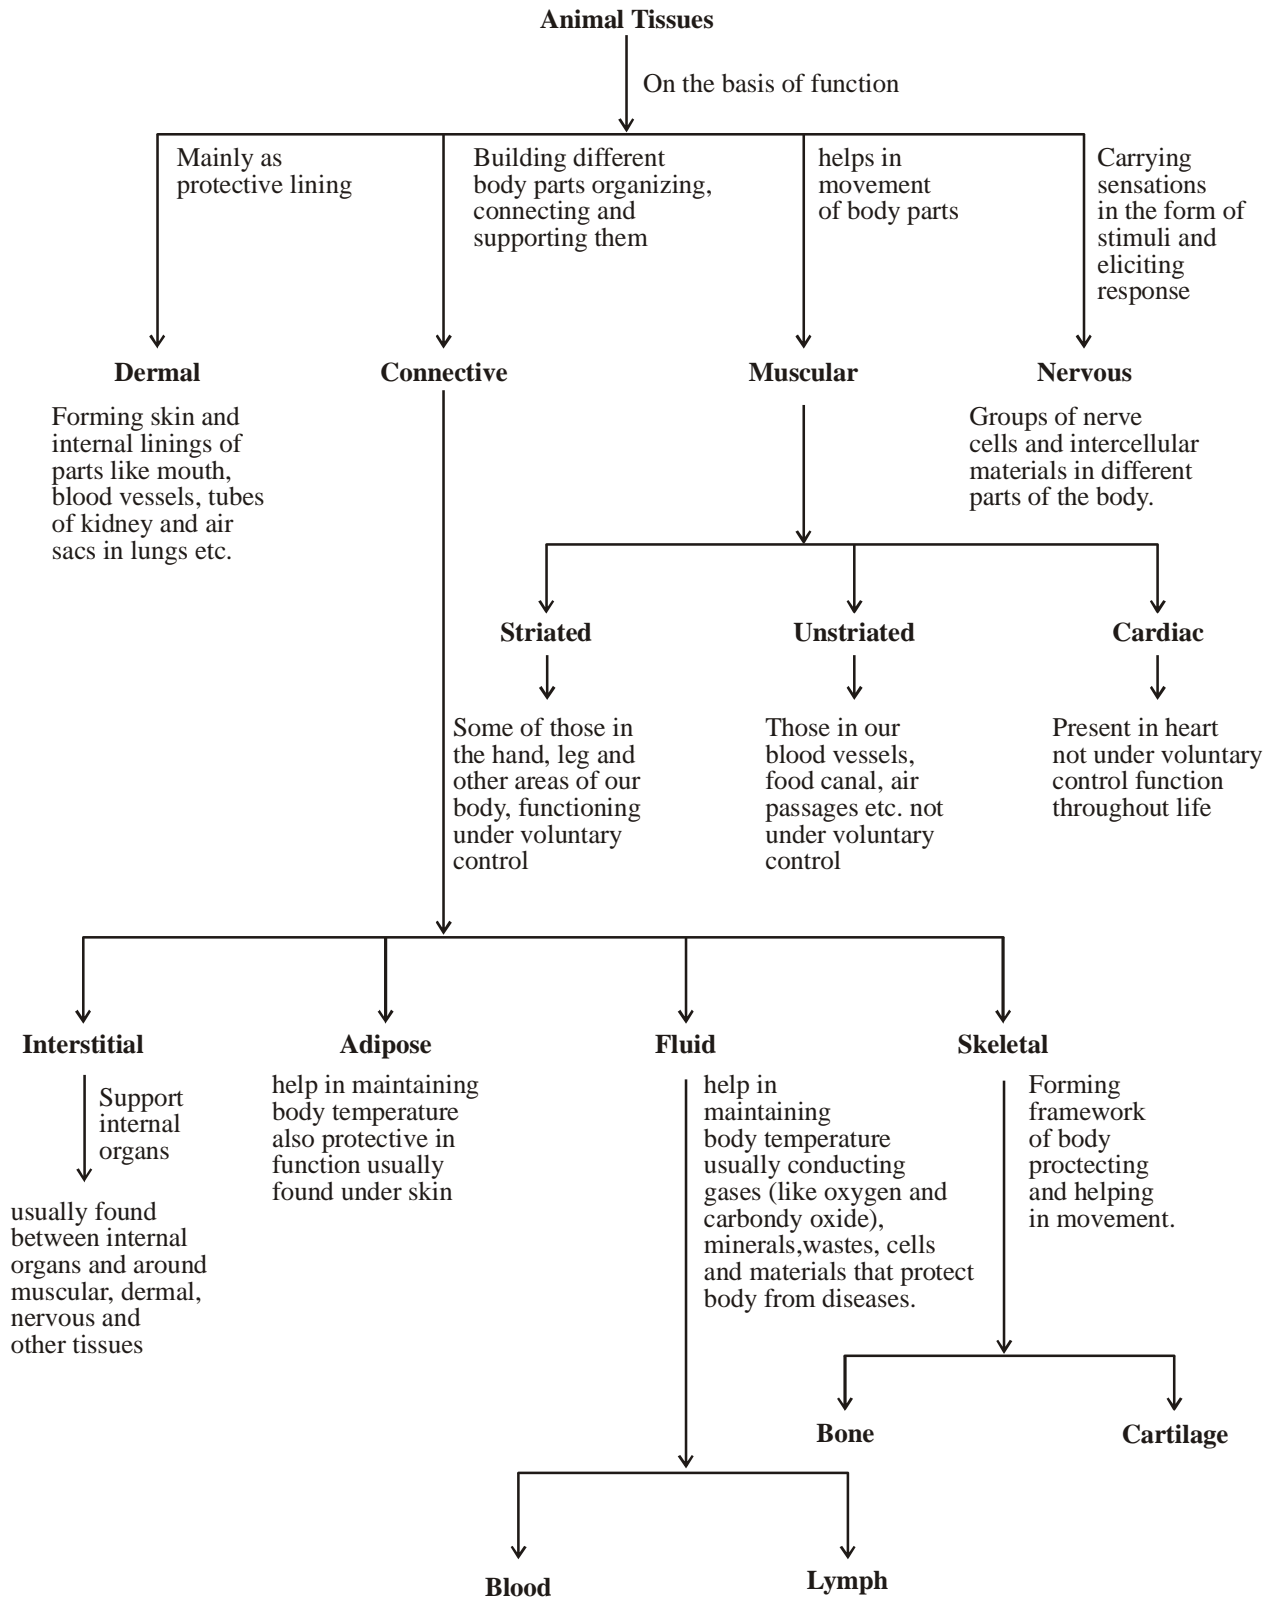 Animal Tissues
On the basis of function
Mainly as
protective lining
Building different
body parts organizing,
connecting and
supporting them
helps in
movement
of body parts
Carrying
sensations
in the form of
stimuli and
eliciting
response
Dermal
Connective
Muscular
Nervous
Forming skin and
internal linings of
parts like mouth,
blood vessels, tubes
of kidney and air
sacs in lungs etc.
Groups of nerve
cells and intercellular
materials in different
parts of the body.
Striated
Unstriated
Cardiac
Some of those in
the hand, leg and
other areas of our
body, functioning
under voluntary
control
Those in our
blood vessels,
food canal, air
passages etc. not
under voluntary
control
Present in heart
not under voluntary
control function
throughout life
Interstitial
Adipose
Fluid
Skeletal
Support
internal
organs
usually found
between internal
organs and around
muscular, dermal,
nervous and
other tissues
help in maintaining
body temperature
also protective in
function usually
found under skin
help in
maintaining
body temperature
usually conducting
gases (like oxygen and
carbondy oxide),
minerals,wastes, cells
and materials that protect
body from diseases.
Forming
framework
of body
proctecting
and helping
in movement.
Bone
Cartilage
Blood
Lymph